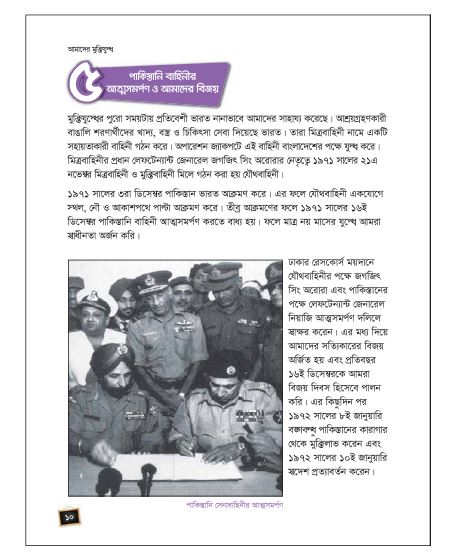 আমাদের মুক্তিযুদ্ধ
৫
পাকিস্তানি বাহিনীর
আত্মসমর্পণ ও আমাদের বিজয়
মুক্তিযুদ্ধের পুরো সময়টায় প্রতিবেশী ভারত নানাভাবে আমাদের সাহায্য করেছে। আশ্রয়গ্রহণকারী
বাঙালি শরণার্থীদের খাদ্য, বস্ত্র ও চিকিৎসা সেবা দিয়েছে ভারত। তারা মিত্রবাহিনী নামে একটি
সহায়তাকারী বাহিনী গঠন করে। অপারেশন জ্যাকপটে এই বাহিনী বাংলাদেশের পক্ষে যুদ্ধ করে।
মিত্রবাহিনীর প্রধান লেফটেন্যান্ট জেনারেল জগজিৎ সিং অরোরার নেতৃত্বে ১৯৭১ সালের ২১এ
নভেম্বর মিত্রবাহিনী ও মুক্তিবাহিনী মিলে গঠন করা হয় যৌথবাহিনী।
১৯৭১ সালের ৩রা ডিসেম্বর পাকিস্তান ভারত আক্রমণ করে। এর ফলে যৌথবাহিনী একযোগে
স্থল, নৌ ও আকাশপথে পাল্টা আক্রমণ করে। তীব্র আক্রমণের ফলে ১৯৭১ সালের ১৬ই
ডিসেম্বর পাকিস্তানি বাহিনী আত্মসমর্পণ করতে বাধ্য হয়। ফলে মাত্র নয় মাসের যুদ্ধে আমরা
স্বাধীনতা অর্জন করি।
ঢাকার রেসকোর্স ময়দানে
যৌথবাহিনীর পক্ষে জগজিৎ
সিং অরোরা এবং পাকিস্তানের
পক্ষে লেফটেন্যান্ট জেনারেল
নিয়াজি আত্মসমর্পণ দলিলে
স্বাক্ষর করেন। এর মধ্য দিয়ে
আমাদের সত্যিকারের বিজয়
অর্জিত হয় এবং প্রতিবছর
১৬ই ডিসেম্বরকে আমরা
বিজয় দিবস হিসেবে পালন
করি। এর কিছুদিন পর
১৯৭২ সালের ৮ই জানুয়ারি
বঙ্গবন্ধু পাকিস্তানের কারাগার
থেকে মুক্তিলাভ করেন এবং
১৯৭২ সালের ১০ই জানুয়ারি
স্বদেশ প্রত্যাবর্তন করেন।
পাকিস্তানি সেনাবাহিনীর আত্মসমর্পণ
১০